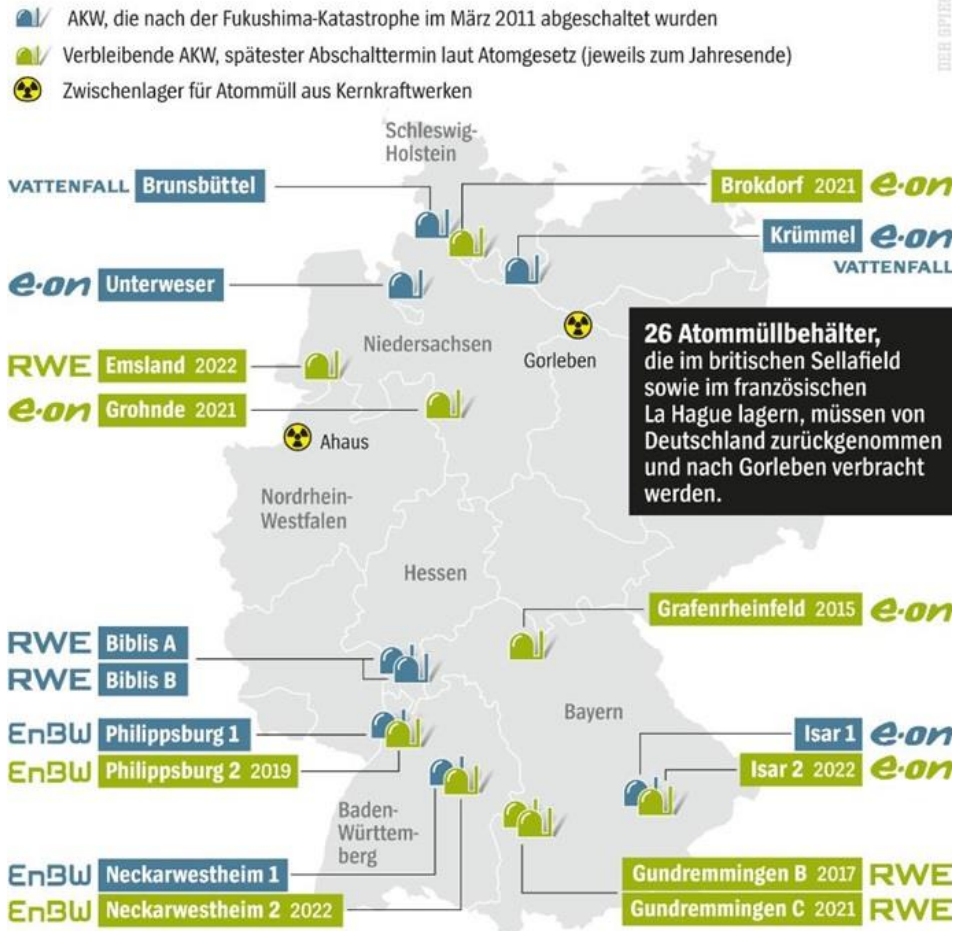 AKW, die nach der Fukushima-Katastrophe im März 2011 abgeschaltet wurden
Verbleibende AKW, spätester Abschalttermin laut Atomgesetz (jeweils zum Jahresende)
Zwischenlager für Atommüll aus Kernkraftwerken
Schleswig-
Holstein
VATTENFALL Brunsbüttel
Brokdorf 2021 e·on
Krümmel e·on
VATTENFALL
e·on Unterweser
Niedersachsen
Gorleben
26 Atommüllbehälter,
die im britischen Sellafield
sowie im französischen
La Hague lagern, müssen von
Deutschland zurückgenommen
und nach Gorleben verbracht
werden.
RWE Emsland 2022
e·on Grohnde 2021
Ahaus
Nordrhein-
Westfalen
Hessen
Grafenrheinfeld 2015 e·on
RWE Biblis A
RWE Biblis B
Bayern
EnBW Philippsburg 1
EnBW Philippsburg 2 2019
Isar 1 e·on
Isar 2 2022 e·on
Baden-
Württem-
berg
EnBW Neckarwestheim 1
EnBW Neckarwestheim 2 2022
Gundremmingen B 2017 RWE
Gundremmingen C 2021 RWE